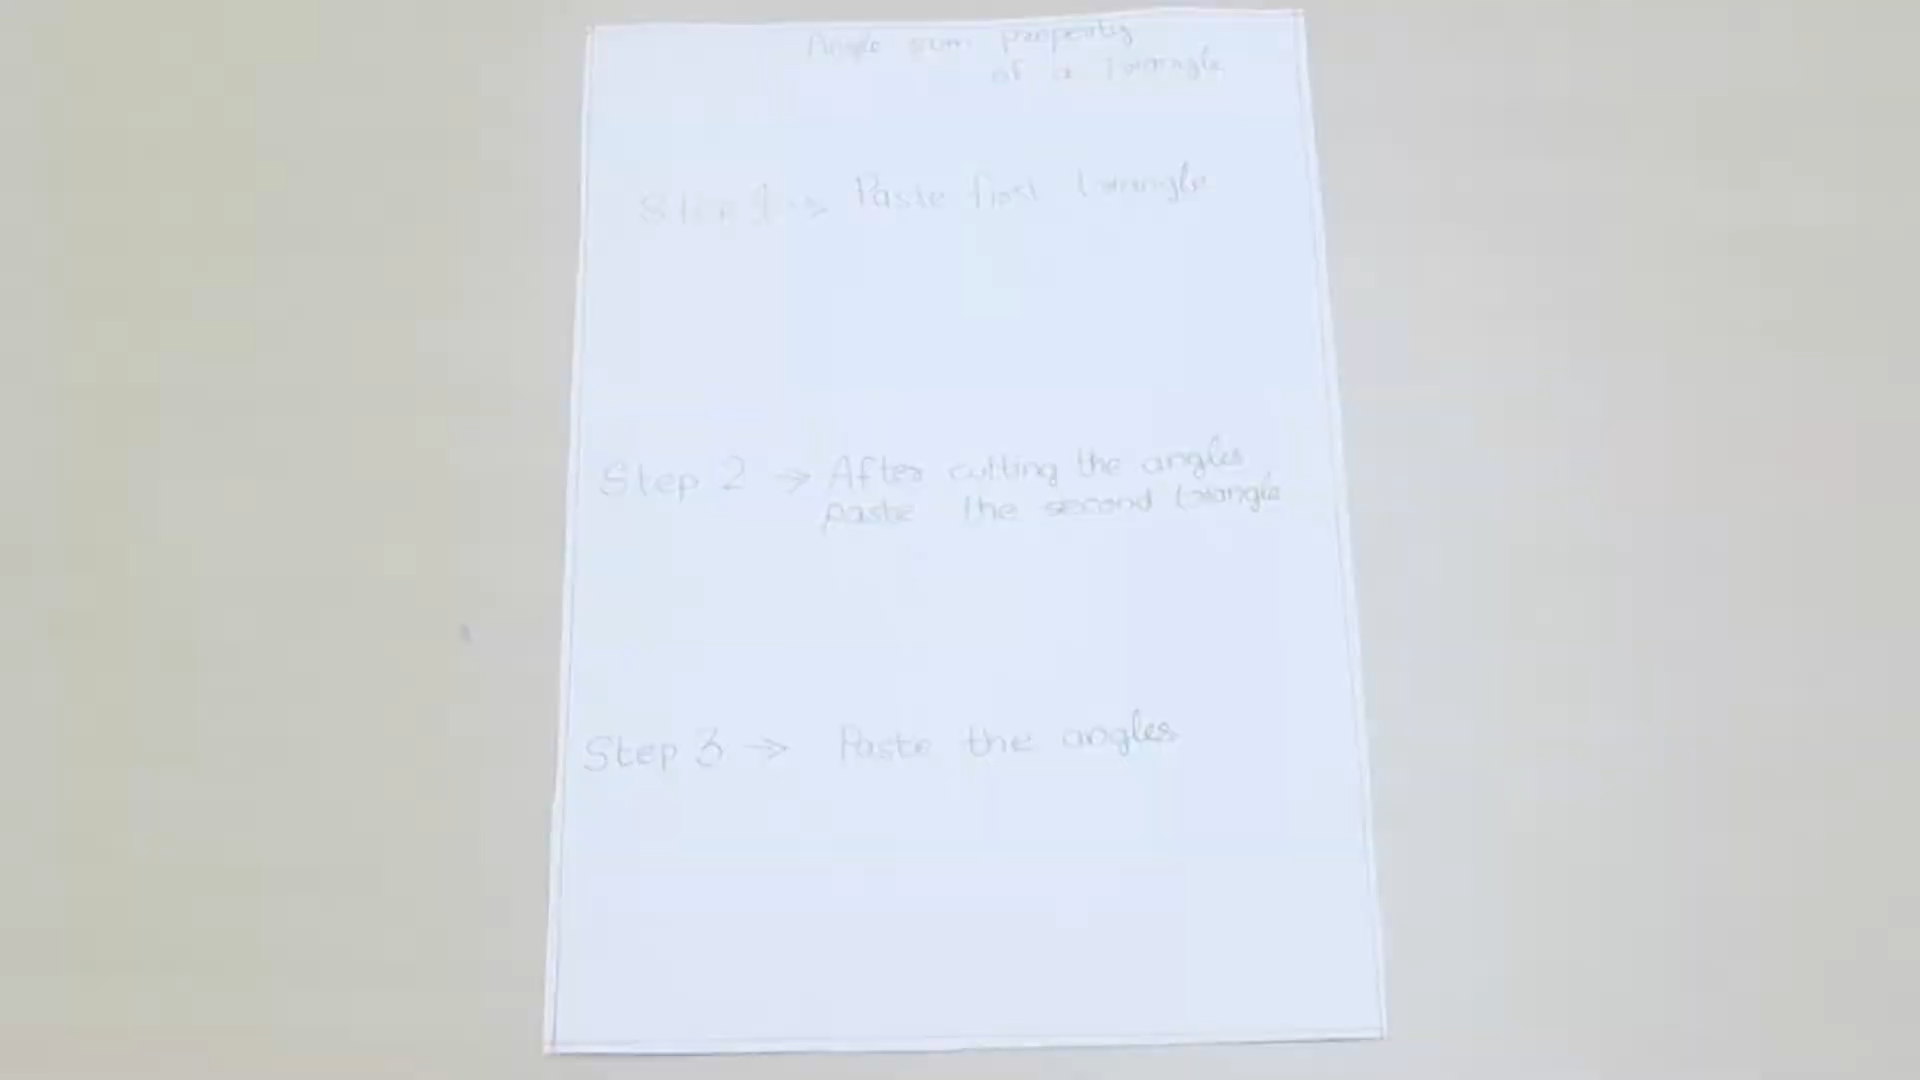 Angle sum property
of a Triangle
Step 1 → Paste first triangle
Step 2 → After cutting the angles
paste the second triangle
Step 3 → Paste the angles